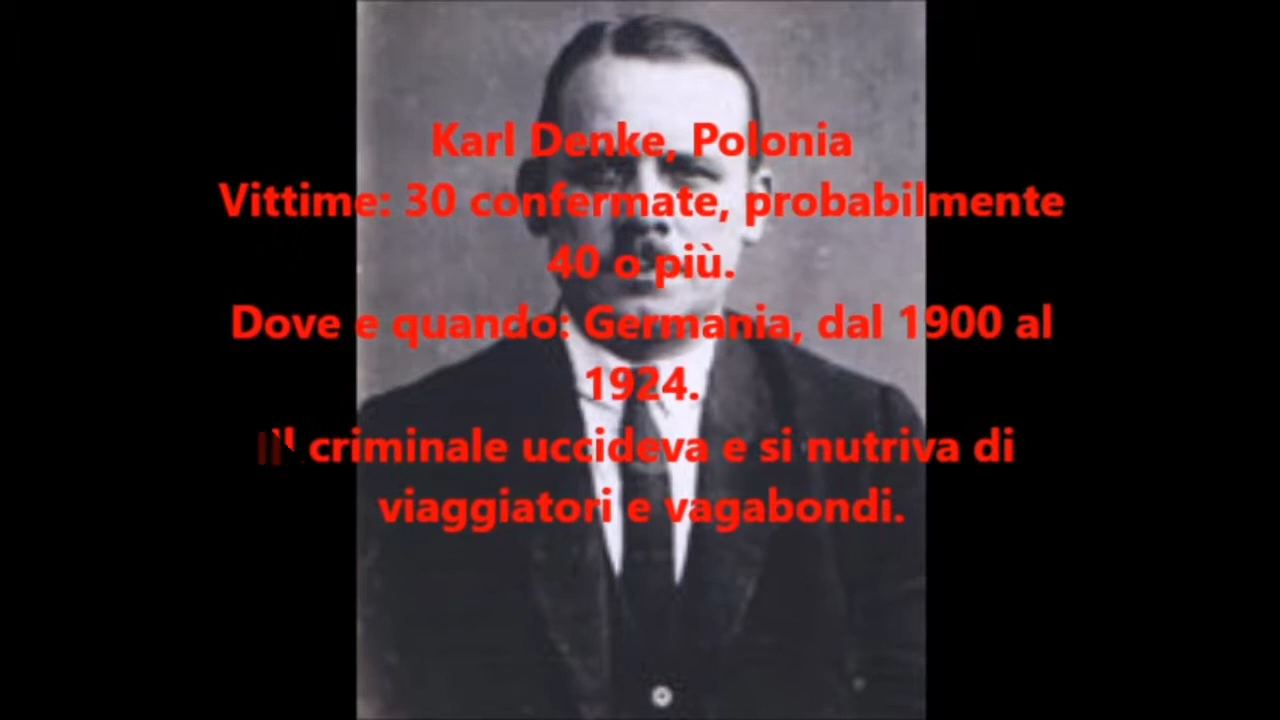 Karl Denke, Polonia
Vittime: 30 confermate, probabilmente
40 o più.
Dove e quando: Germania, dal 1900 al
1924.
Il criminale uccideva e si nutriva di
viaggiatori e vagabondi.